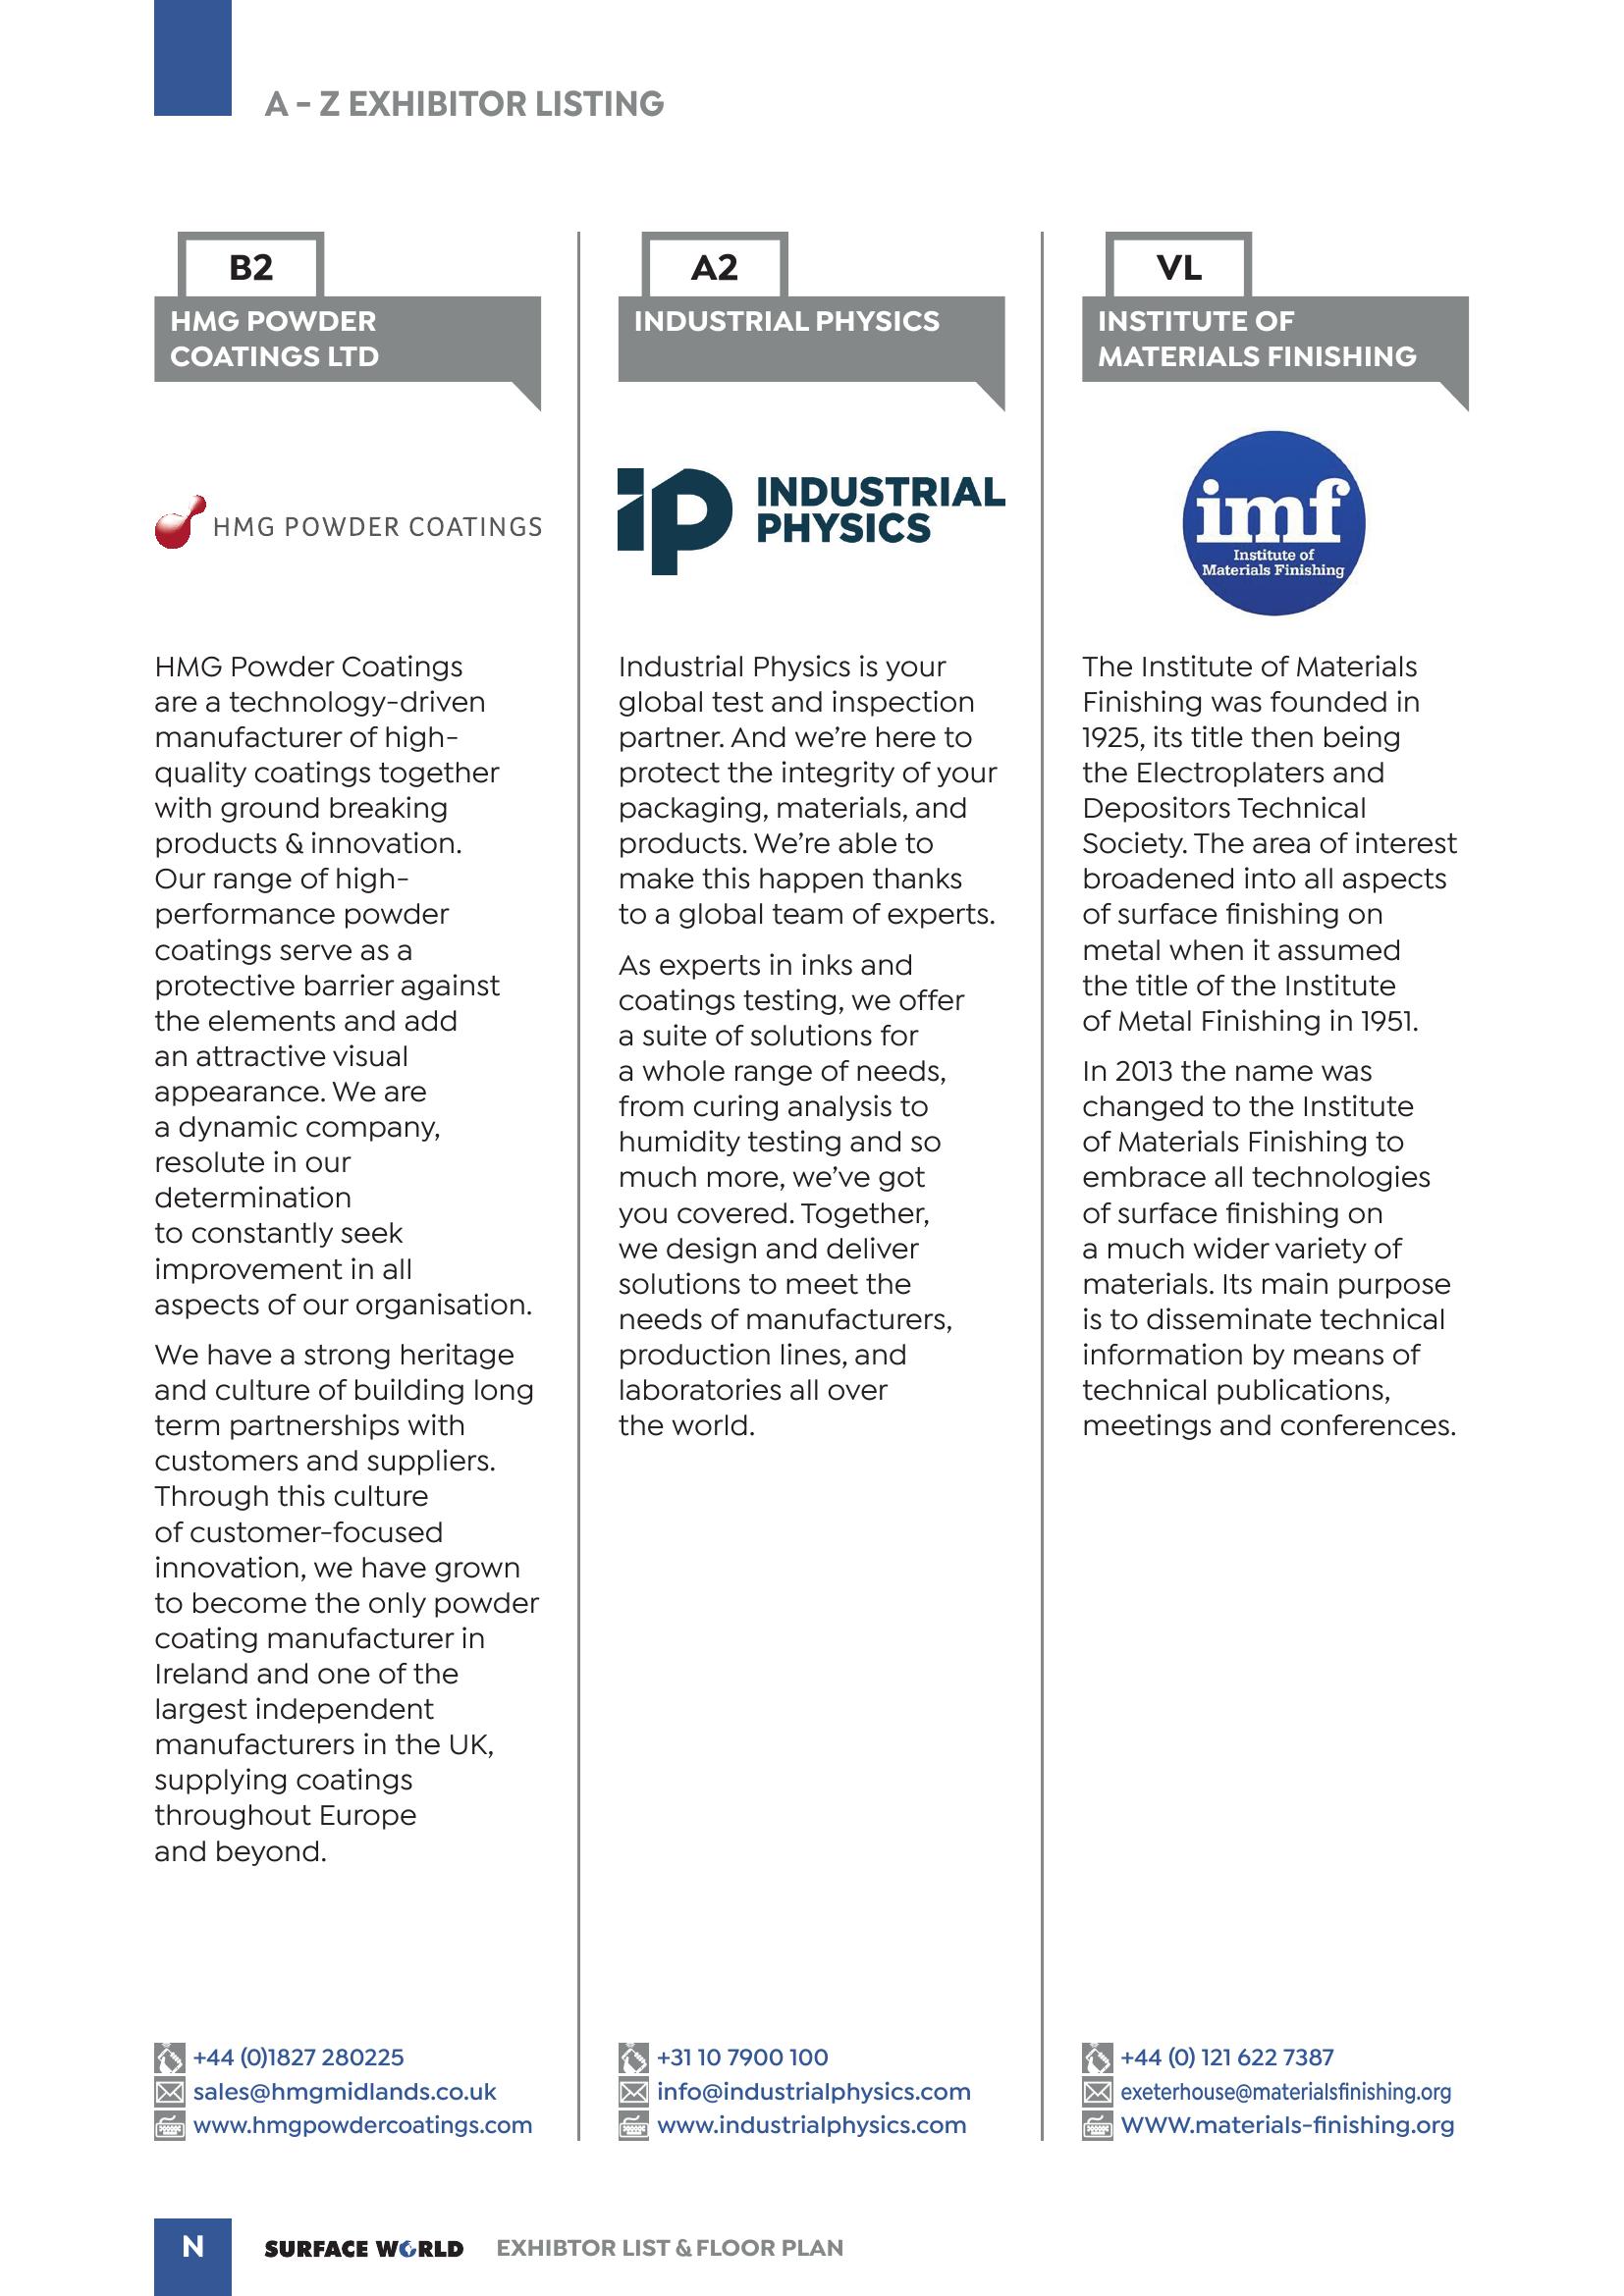 A – Z EXHIBITOR LISTING
B2
HMG POWDER
COATINGS LTD
HMG POWDER COATINGS
HMG Powder Coatings
are a technology-driven
manufacturer of high-
quality coatings together
with ground breaking
products & innovation.
Our range of high-
performance powder
coatings serve as a
protective barrier against
the elements and add
an attractive visual
appearance. We are
a dynamic company,
resolute in our
determination
to constantly seek
improvement in all
aspects of our organisation.
We have a strong heritage
and culture of building long
term partnerships with
customers and suppliers.
Through this culture
of customer-focused
innovation, we have grown
to become the only powder
coating manufacturer in
Ireland and one of the
largest independent
manufacturers in the UK,
supplying coatings
throughout Europe
and beyond.
+44 (0)1827 280225
sales@hmgmidlands.co.uk
www.hmgpowdercoatings.com
A2
INDUSTRIAL PHYSICS
iP
INDUSTRIAL
PHYSICS
Industrial Physics is your
global test and inspection
partner. And we’re here to
protect the integrity of your
packaging, materials, and
products. We’re able to
make this happen thanks
to a global team of experts.
As experts in inks and
coatings testing, we offer
a suite of solutions for
a whole range of needs,
from curing analysis to
humidity testing and so
much more, we’ve got
you covered. Together,
we design and deliver
solutions to meet the
needs of manufacturers,
production lines, and
laboratories all over
the world.
+31 10 7900 100
info@industrialphysics.com
www.industrialphysics.com
VL
INSTITUTE OF
MATERIALS FINISHING
imf
Institute of
Materials Finishing
The Institute of Materials
Finishing was founded in
1925, its title then being
the Electroplaters and
Depositors Technical
Society. The area of interest
broadened into all aspects
of surface finishing on
metal when it assumed
the title of the Institute
of Metal Finishing in 1951.
In 2013 the name was
changed to the Institute
of Materials Finishing to
embrace all technologies
of surface finishing on
a much wider variety of
materials. Its main purpose
is to disseminate technical
information by means of
technical publications,
meetings and conferences.
+44 (0) 121 622 7387
exeterhouse@materialsfinishing.org
WWW.materials-finishing.org
N
SURFACE WORLD EXHIBTOR LIST & FLOOR PLAN